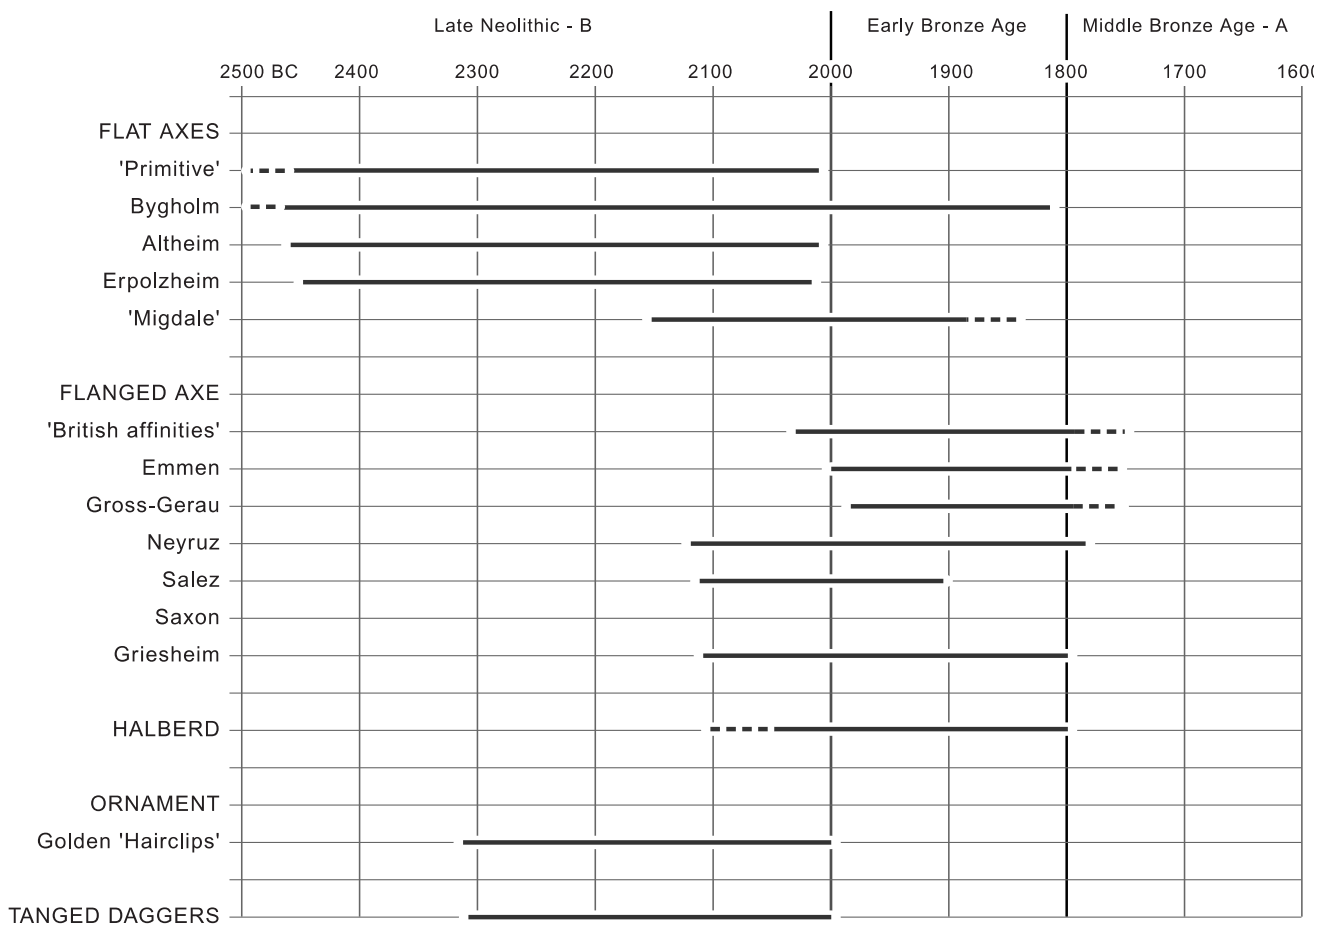 Late Neolithic - B Early Bronze Age Middle Bronze Age - A
2500 BC 2400 2300 2200 2100 2000 1900 1800 1700 1600
FLAT AXES
'Primitive'
Bygholm
Altheim
Erpolzheim
'Migdale'
FLANGED AXE
'British affinities'
Emmen
Gross-Gerau
Neyruz
Salez
Saxon
Griesheim
HALBERD
ORNAMENT
Golden 'Hairclips'
TANGED DAGGERS